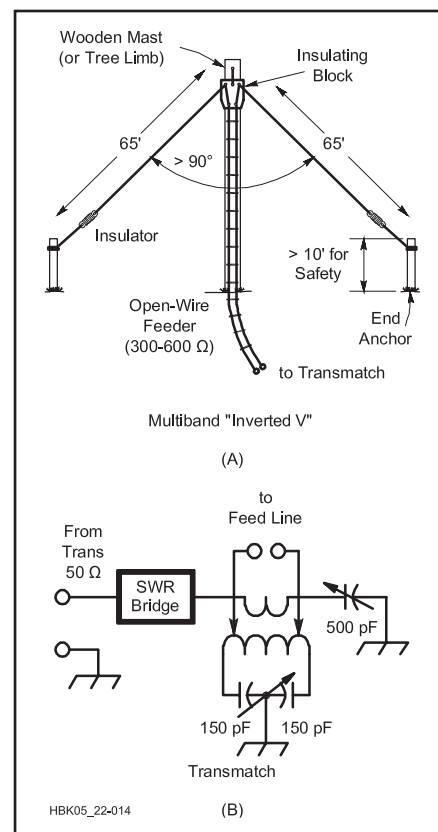 Wooden Mast
(or Tree Limb)
Insulating
Block
65'
65'
> 90°
Insulator
> 10' for
Safety
Open-Wire
Feeder
(300-600 Ω)
End
Anchor
to Transmatch
Multiband "Inverted V"
(A)
to
Feed Line
From
Trans
50 Ω
SWR
Bridge
500 pF
150 pF
150 pF
Transmatch
HBK05_22-014
(B)